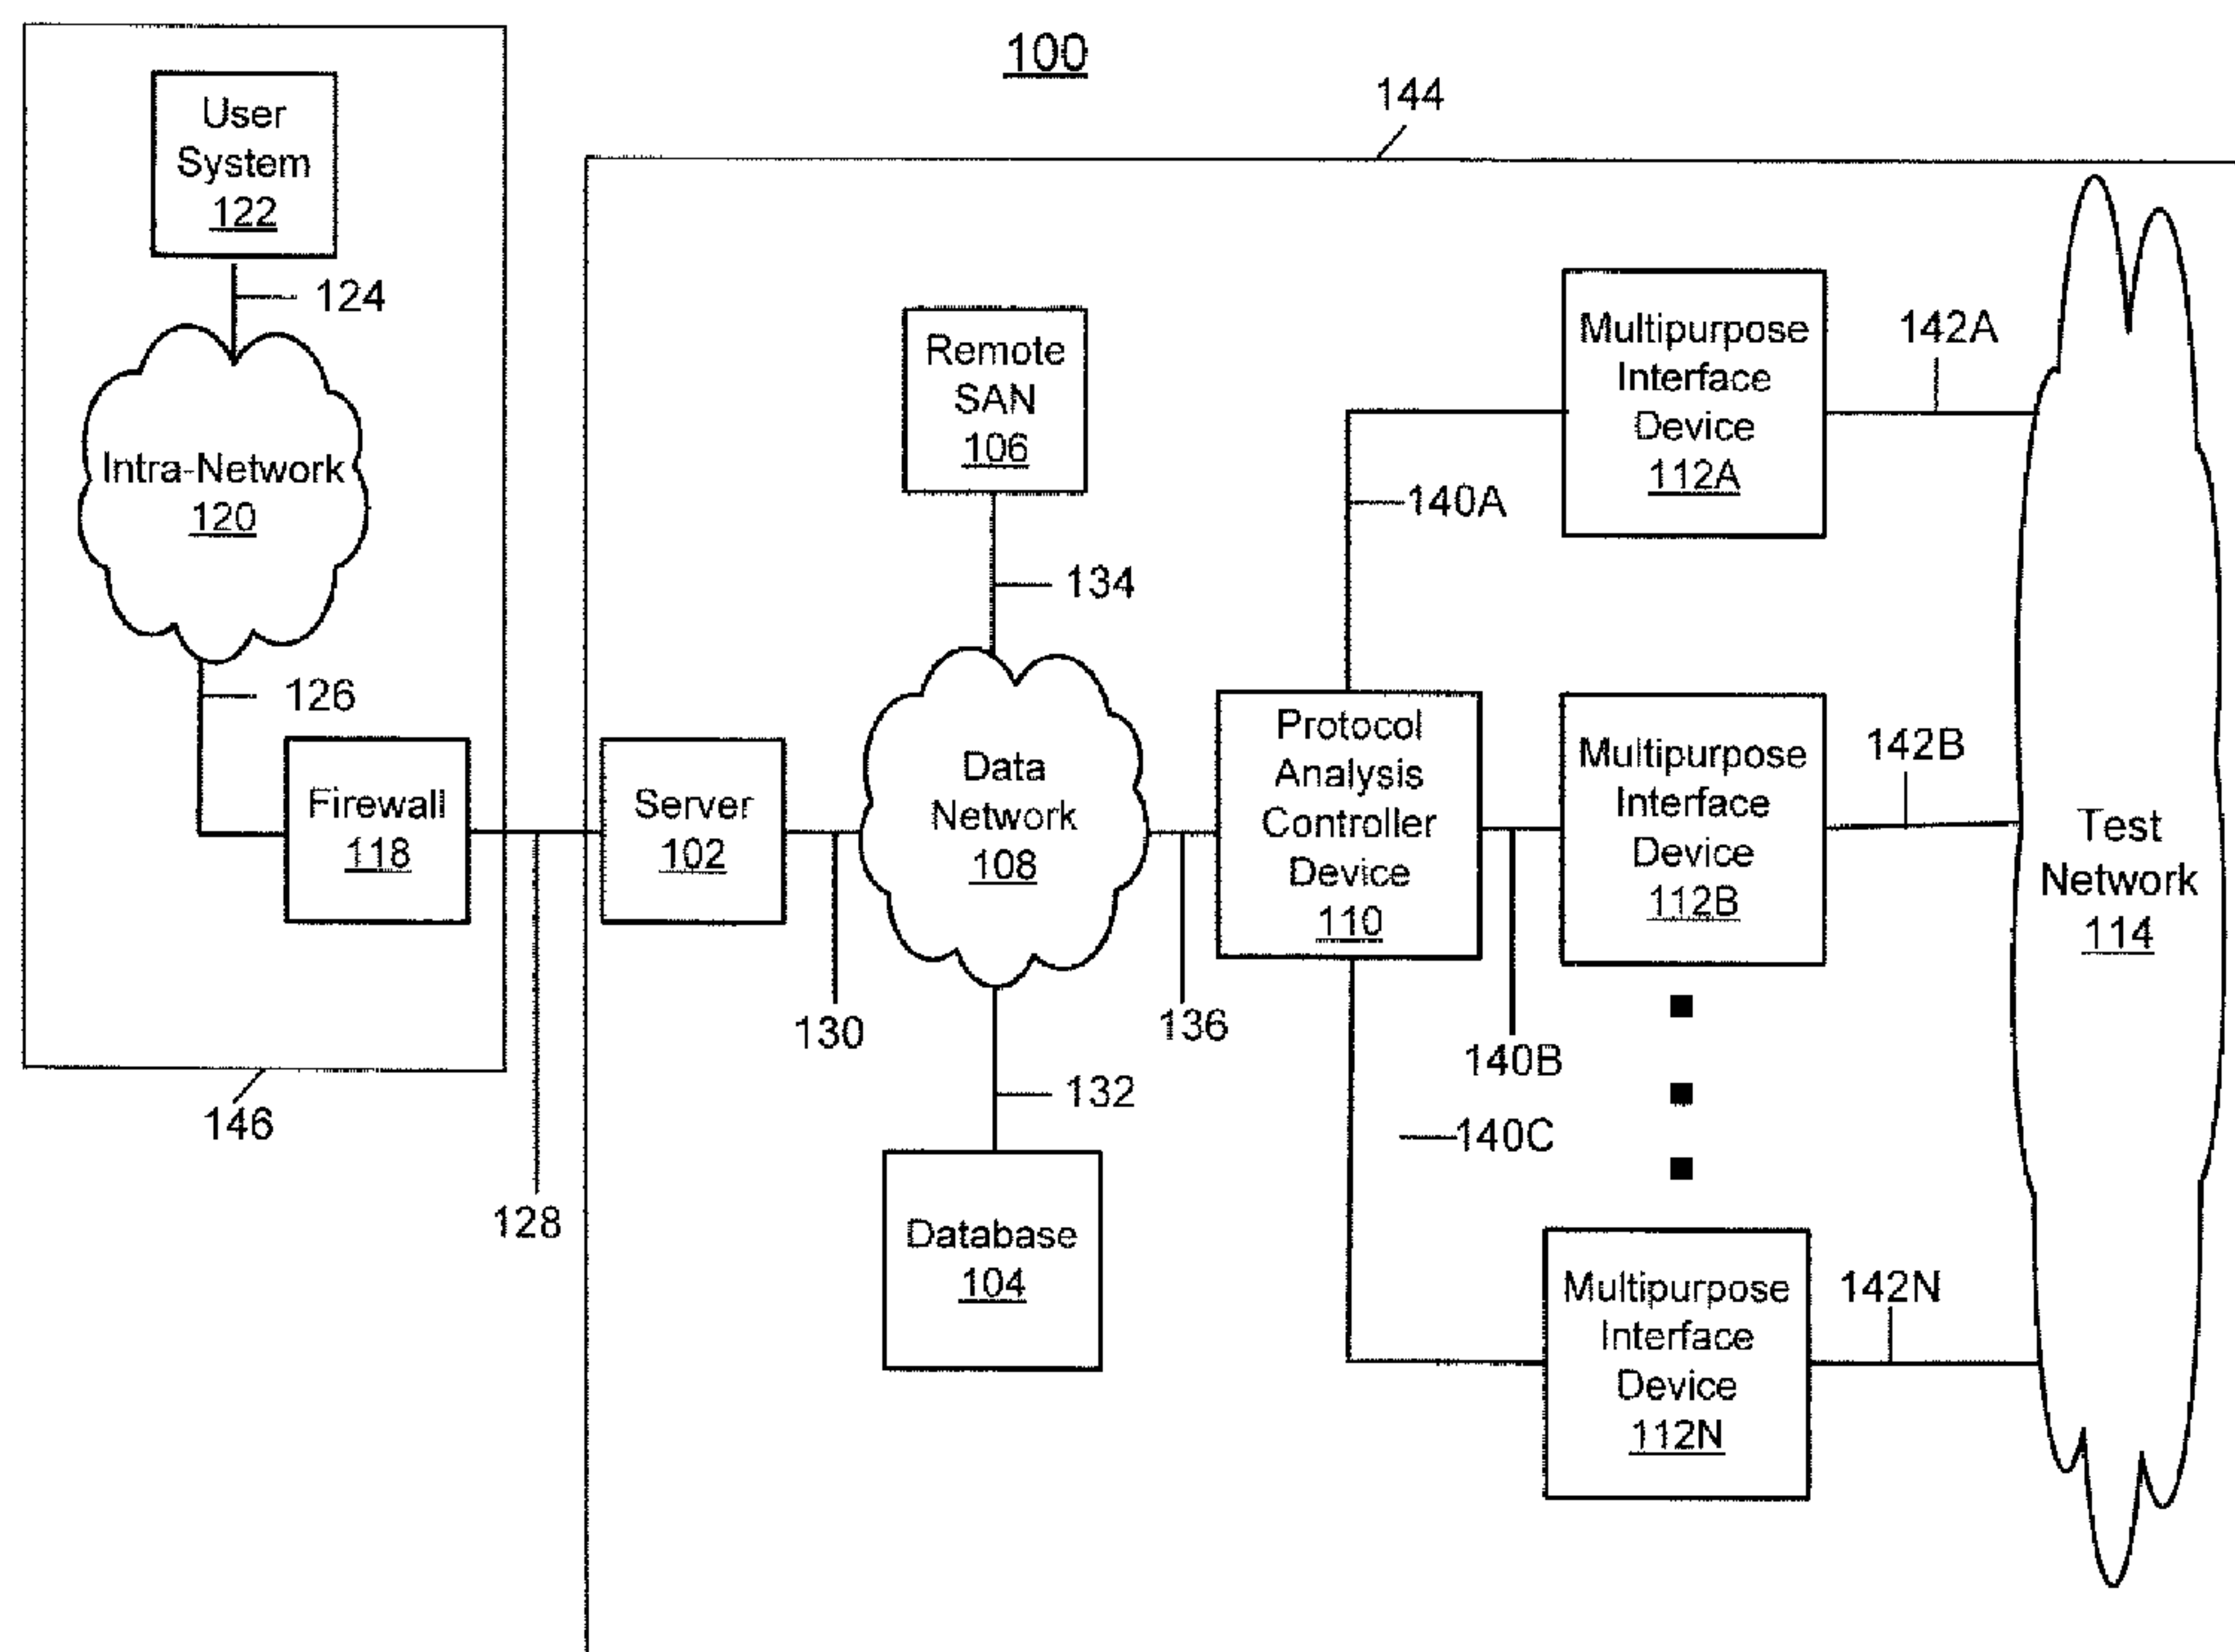 100
144
User
System
122
124
Intra-Network
120
126
Firewall
118
146
128
Server
102
130
Remote
SAN
106
134
Data
Network
108
132
Database
104
136
Protocol
Analysis
Controller
Device
110
140A
140B
140C
Multipurpose
Interface
Device
112A
142A
Multipurpose
Interface
Device
112B
142B
Multipurpose
Interface
Device
112N
142N
Test
Network
114